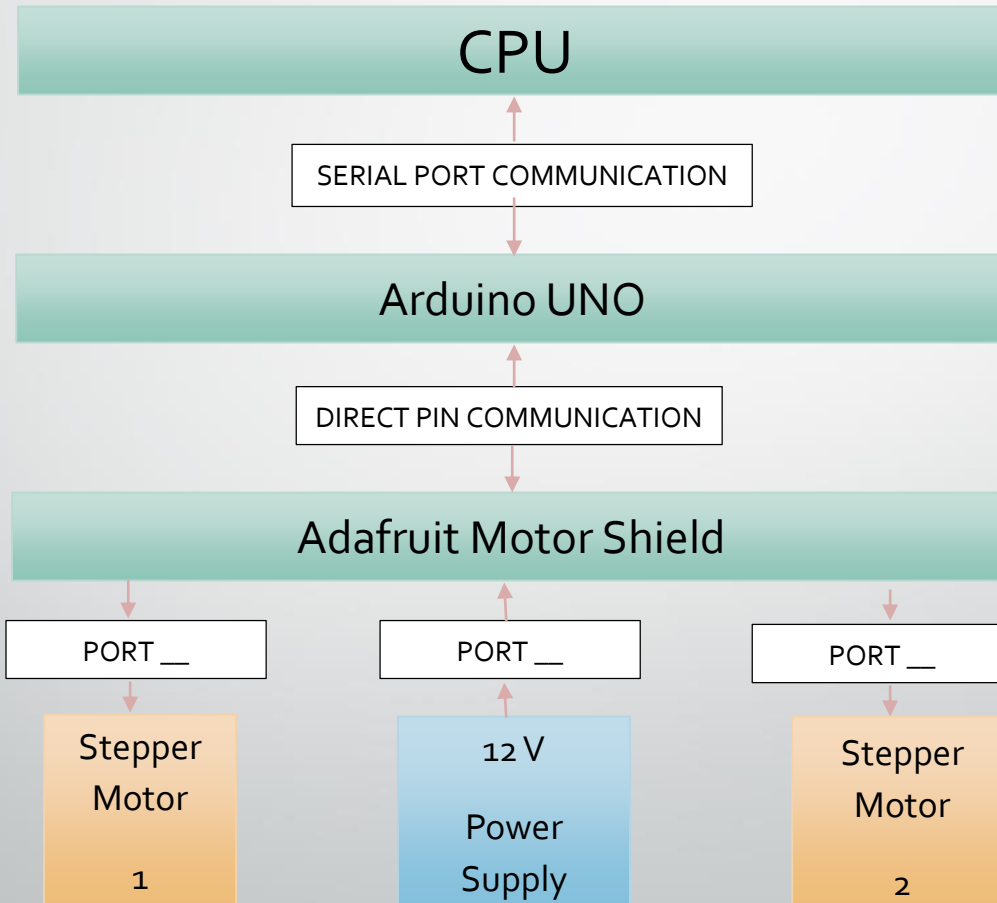 CPU
SERIAL PORT COMMUNICATION
Arduino UNO
DIRECT PIN COMMUNICATION
Adafruit Motor Shield
PORT __
PORT __
PORT __
Stepper
Motor
1
12 V
Power
Supply
Stepper
Motor
2